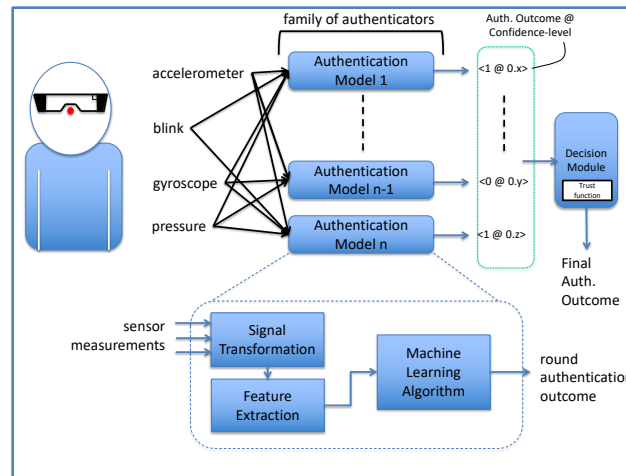 family of authenticators
Auth. Outcome @
Confidence-level
accelerometer
blink
gyroscope
pressure
Authentication
Model 1
Authentication
Model n-1
Authentication
Model n
<1 @ 0.x>
<0 @ 0.y>
<1 @ 0.z>
Decision
Module
Trust
function
Final
Auth.
Outcome
sensor
measurements
Signal
Transformation
Feature
Extraction
Machine
Learning
Algorithm
round
authentication
outcome